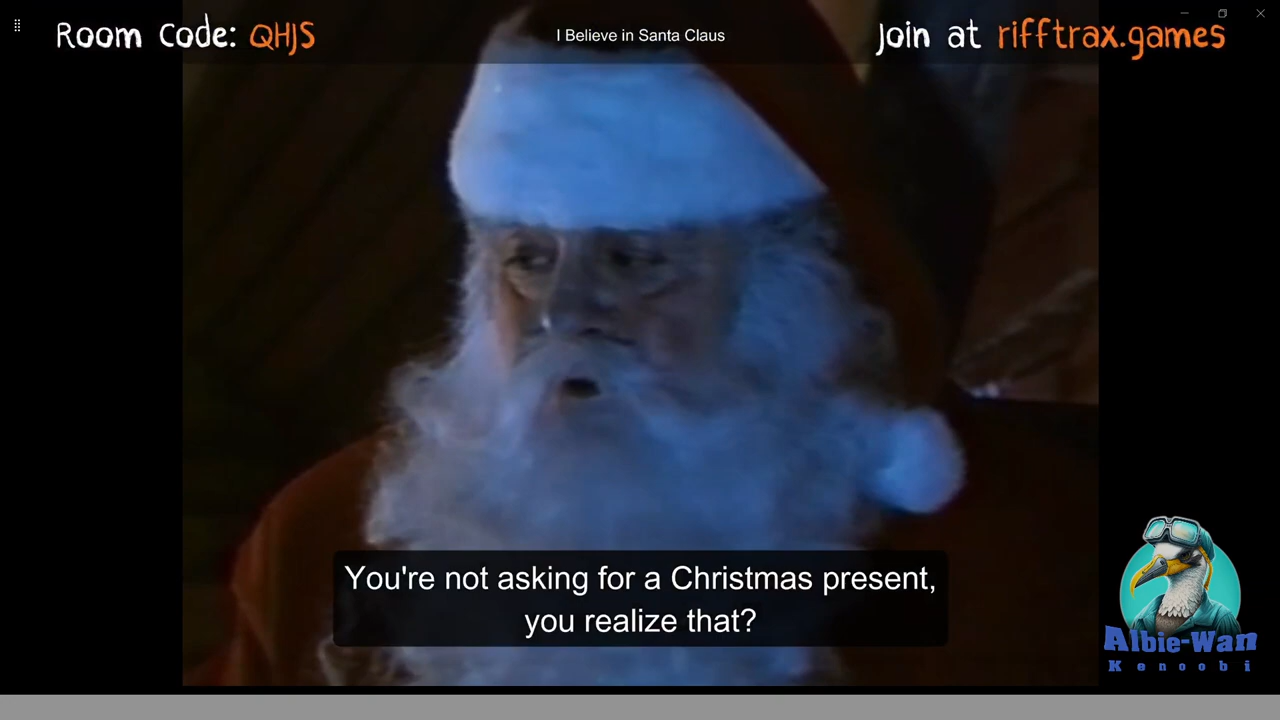 Room Code: QHJS
I Believe in Santa Claus
Join at rifftrax.games
You're not asking for a Christmas present,
you realize that?
Albie-Wan
Kenoobi